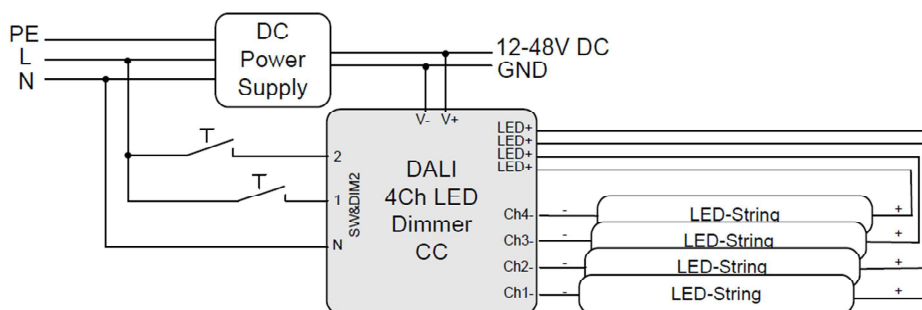 PE
L
N
DC
Power
Supply
12-48V DC
GND
V-
V+
LED+
LED+
LED+
LED+
T
T
2
1
N
SW&DIM2
DALI
4Ch LED
Dimmer
CC
Ch4-
Ch3-
Ch2-
Ch1-
- LED-String +
- LED-String +
- LED-String +
- LED-String +